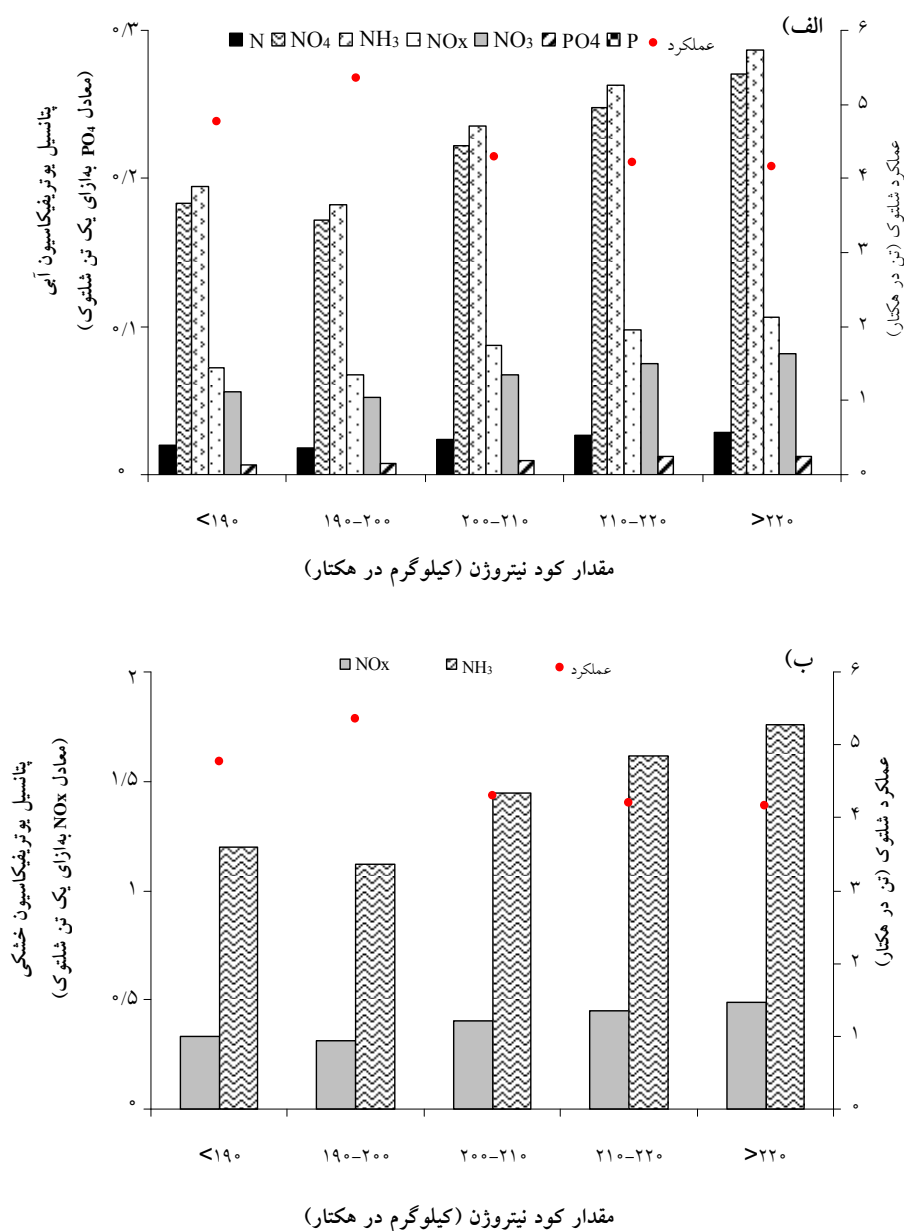 الف)
N NO₄ NH₃ NOx NO₃ PO4 P عملکرد
پتانسیل یوتریفیکاسیون آبی
(معادل PO₄ به‌ازای یک تن شلتوک)
۰/۳
۰/۲
۰/۱
۰
عملکرد شلتوک (تن در هکتار)
۶
۵
۴
۳
۲
۱
۰
<۱۹۰ ۱۹۰-۲۰۰ ۲۰۰-۲۱۰ ۲۱۰-۲۲۰ >۲۲۰
مقدار کود نیتروژن (کیلوگرم در هکتار)
ب)
NOx NH₃ عملکرد
پتانسیل یوتریفیکاسیون خشکی
(معادل NOx به‌ازای یک تن شلتوک)
۲
۱/۵
۱
۰/۵
۰
عملکرد شلتوک (تن در هکتار)
۶
۵
۴
۳
۲
۱
۰
<۱۹۰ ۱۹۰-۲۰۰ ۲۰۰-۲۱۰ ۲۱۰-۲۲۰ >۲۲۰
مقدار کود نیتروژن (کیلوگرم در هکتار)